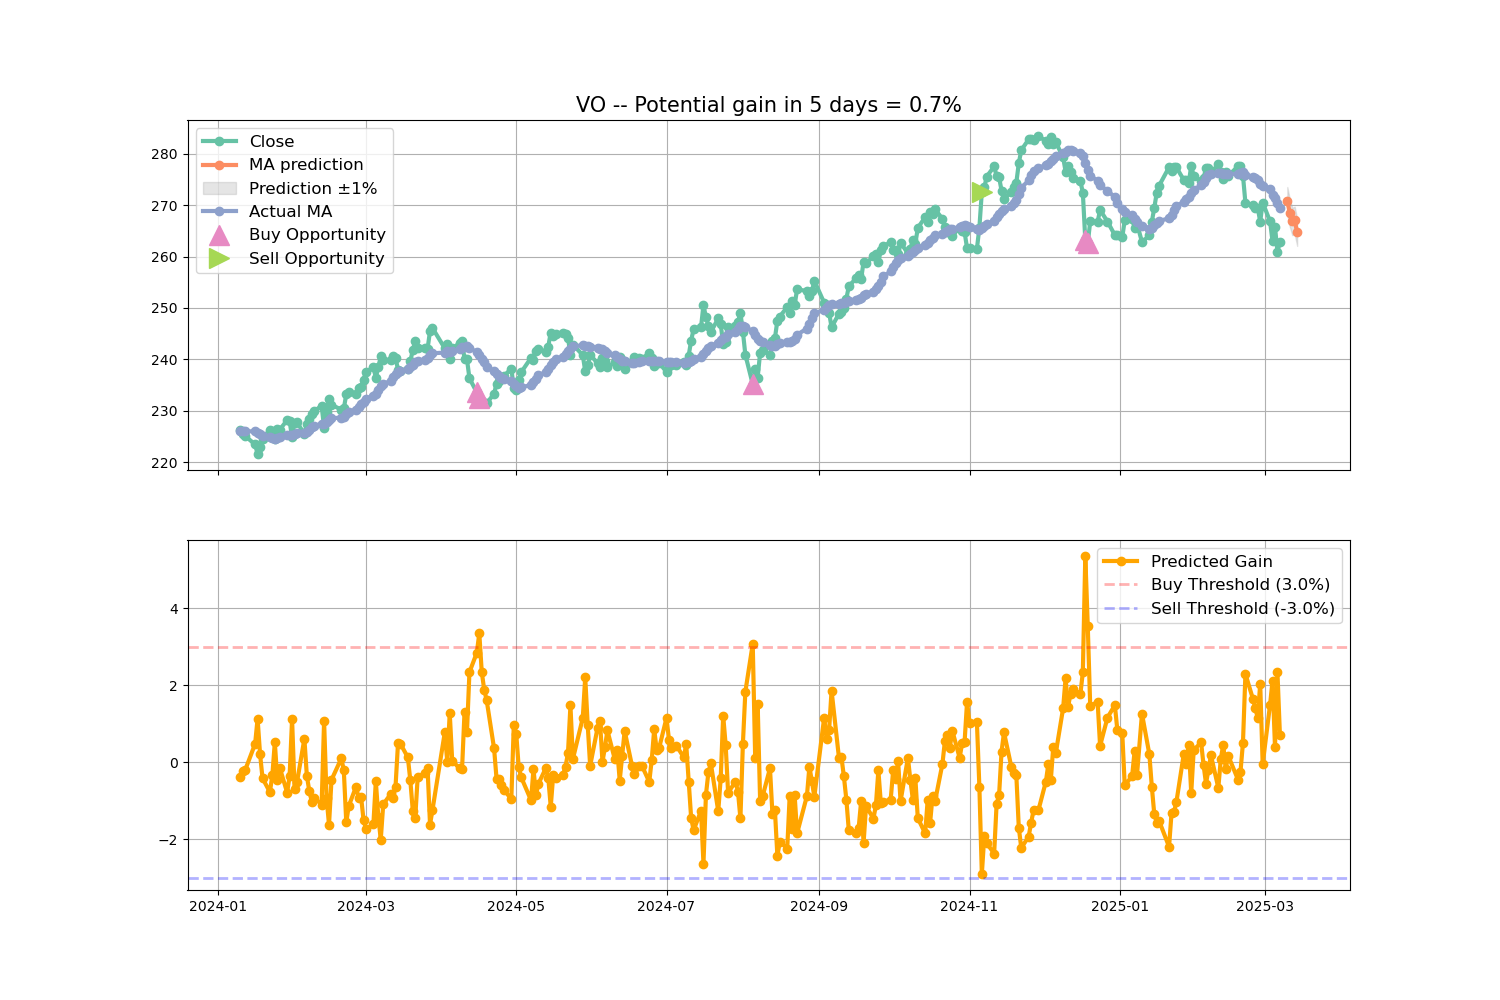 VO -- Potential gain in 5 days = 0.7%
Close
MA prediction
Prediction ±1%
Actual MA
Buy Opportunity
Sell Opportunity
280
270
260
250
240
230
220
Predicted Gain
Buy Threshold (3.0%)
Sell Threshold (-3.0%)
4
2
0
−2
2024-01 2024-03 2024-05 2024-07 2024-09 2024-11 2025-01 2025-03